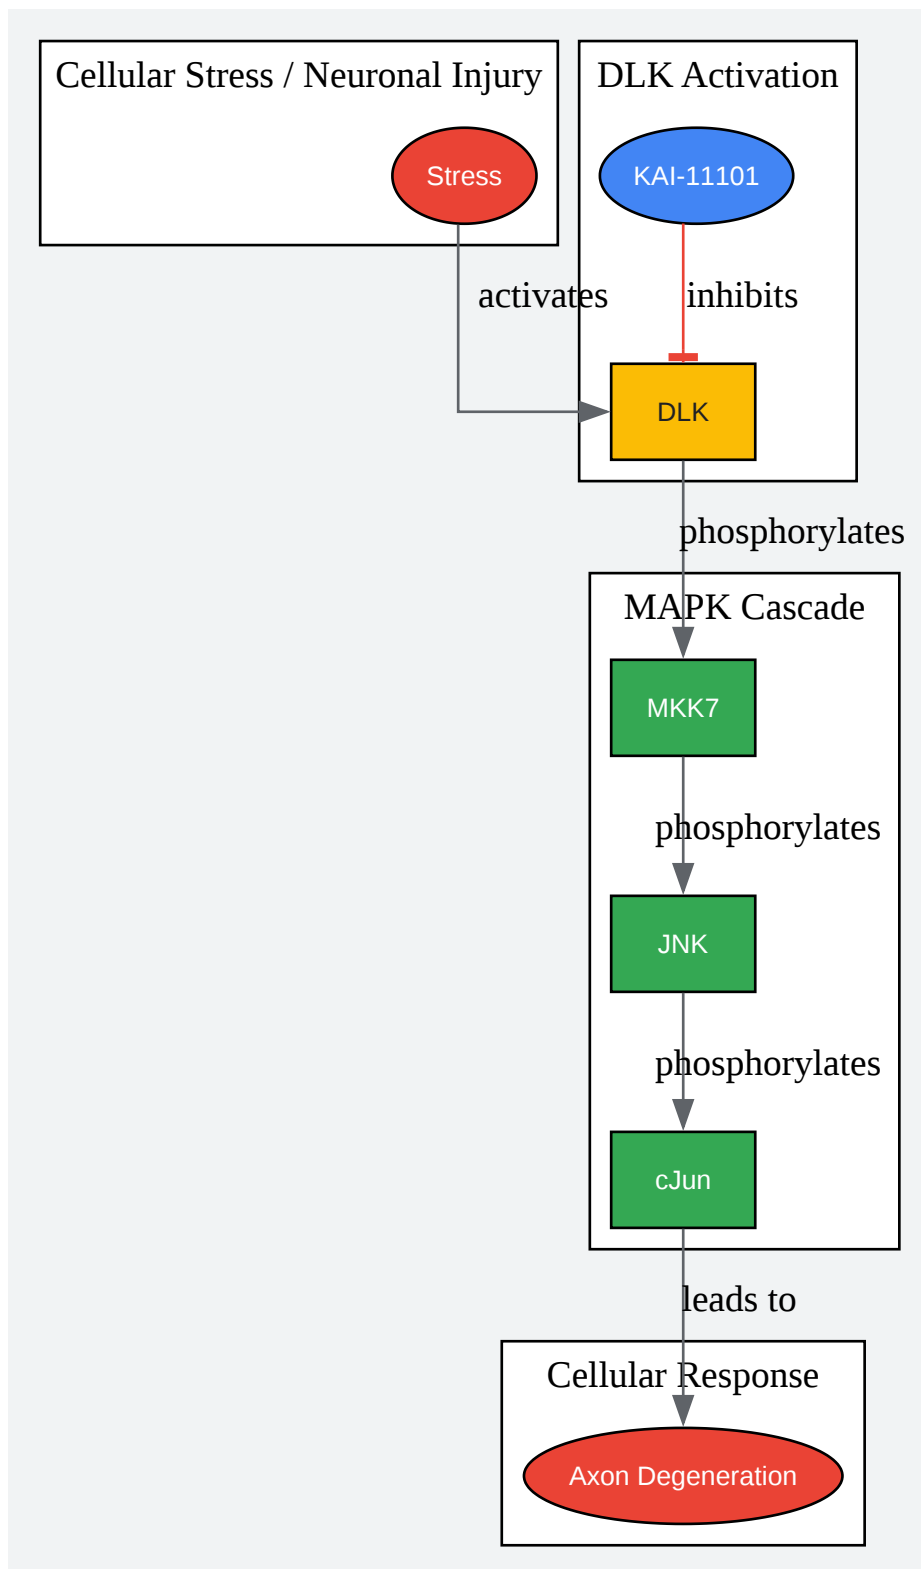 Cellular Stress / Neuronal Injury
DLK Activation
Stress
KAI-11101
activates
inhibits
DLK
phosphorylates
MAPK Cascade
MKK7
phosphorylates
JNK
phosphorylates
cJun
leads to
Cellular Response
Axon Degeneration